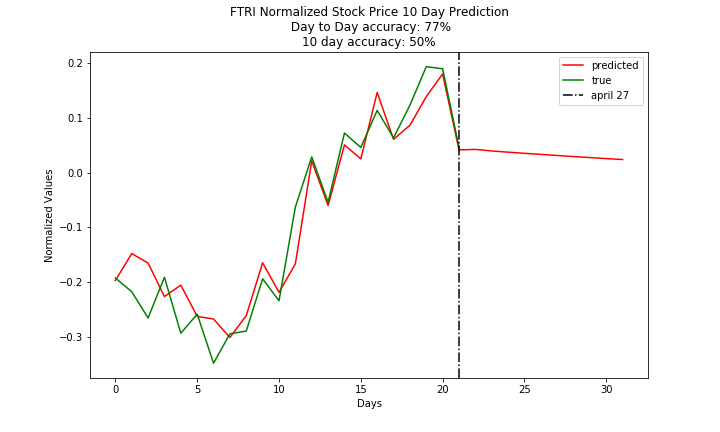 FTRI Normalized Stock Price 10 Day Prediction
Day to Day accuracy: 77%
10 day accuracy: 50%
predicted
true
april 27
Normalized Values
0.2
0.1
0.0
−0.1
−0.2
−0.3
0 5 10 15 20 25 30
Days